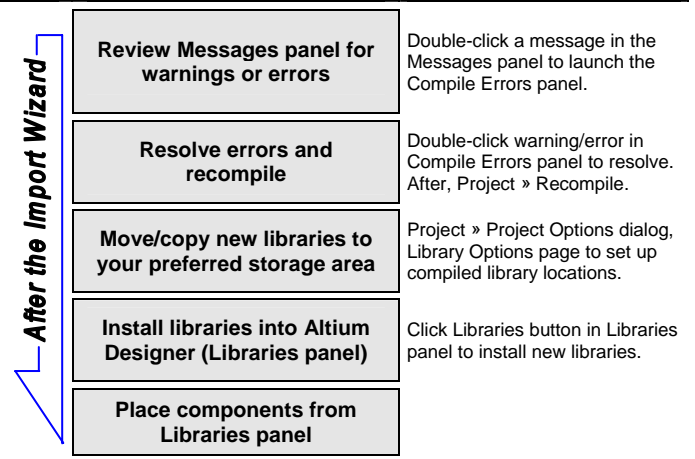 After the Import Wizard
Review Messages panel for
warnings or errors
Double-click a message in the
Messages panel to launch the
Compile Errors panel.
Resolve errors and
recompile
Double-click warning/error in
Compile Errors panel to resolve.
After, Project » Recompile.
Move/copy new libraries to
your preferred storage area
Project » Project Options dialog,
Library Options page to set up
compiled library locations.
Install libraries into Altium
Designer (Libraries panel)
Click Libraries button in Libraries
panel to install new libraries.
Place components from
Libraries panel